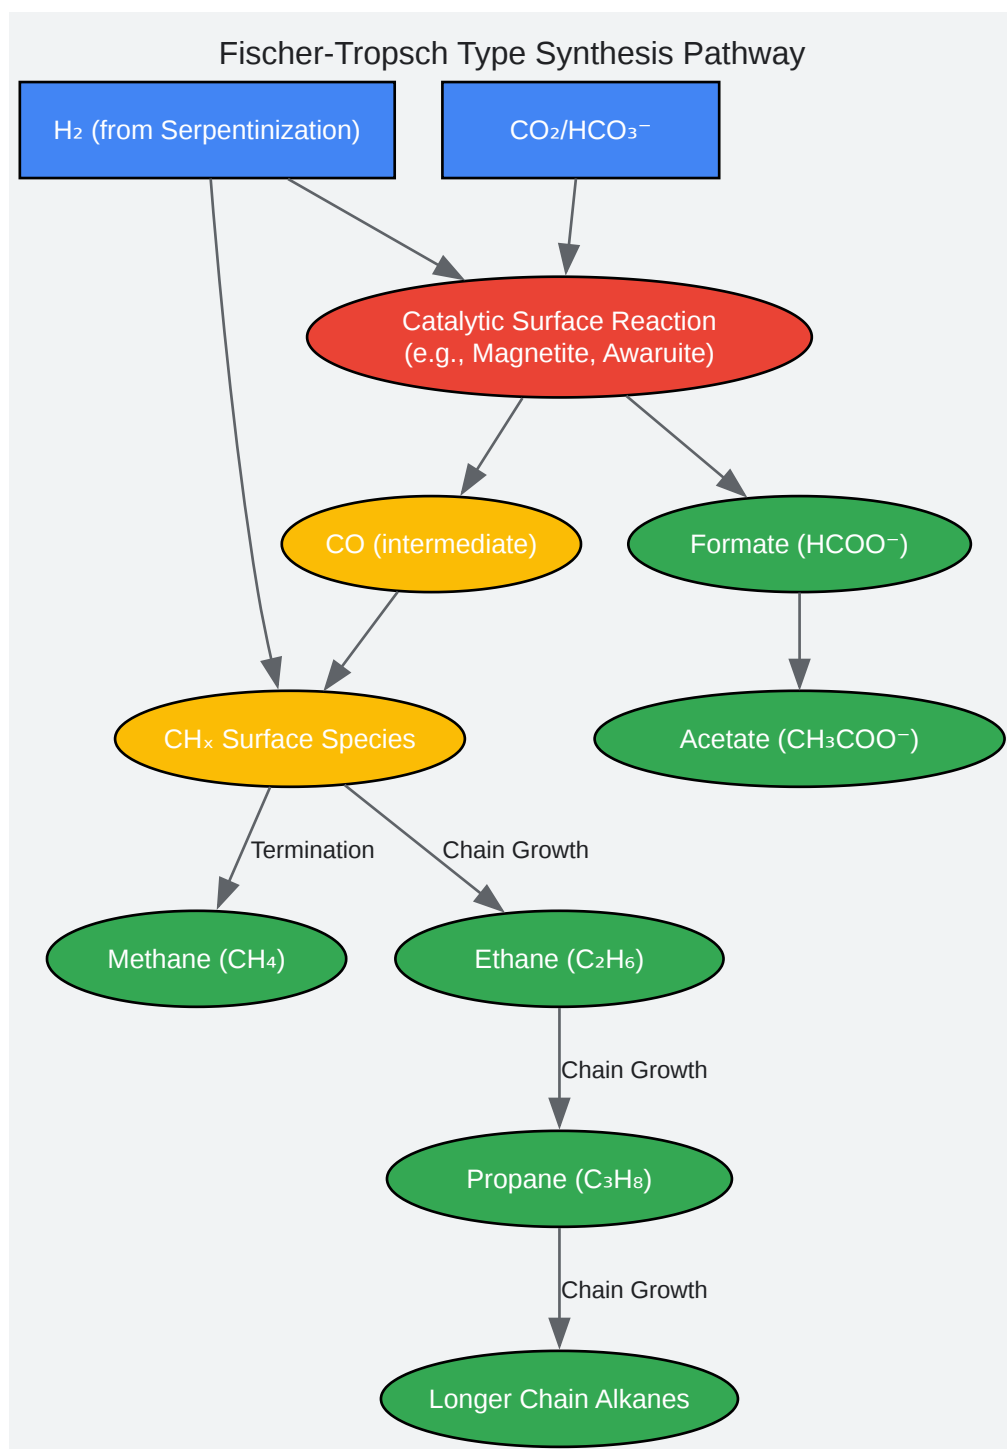 Fischer-Tropsch Type Synthesis Pathway
H₂ (from Serpentinization)
CO₂/HCO₃⁻
Catalytic Surface Reaction
(e.g., Magnetite, Awaruite)
CO (intermediate)
Formate (HCOO⁻)
CHₓ Surface Species
Acetate (CH₃COO⁻)
Termination
Chain Growth
Methane (CH₄)
Ethane (C₂H₆)
Chain Growth
Propane (C₃H₈)
Chain Growth
Longer Chain Alkanes